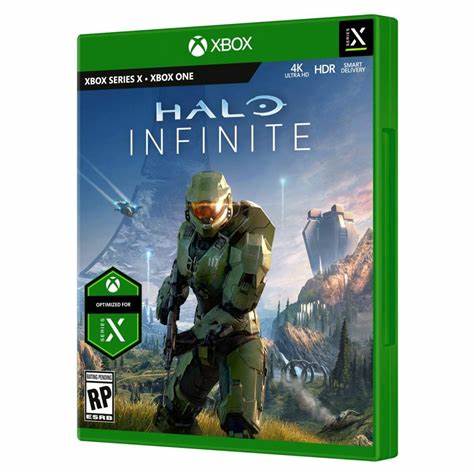 XBOX
SERIES X
XBOX SERIES X • XBOX ONE
4K
ULTRA HD
HDR
SMART
DELIVERY
HALO
INFINITE
OPTIMIZED FOR
SERIES X
RATING PENDING
RP
ESRB